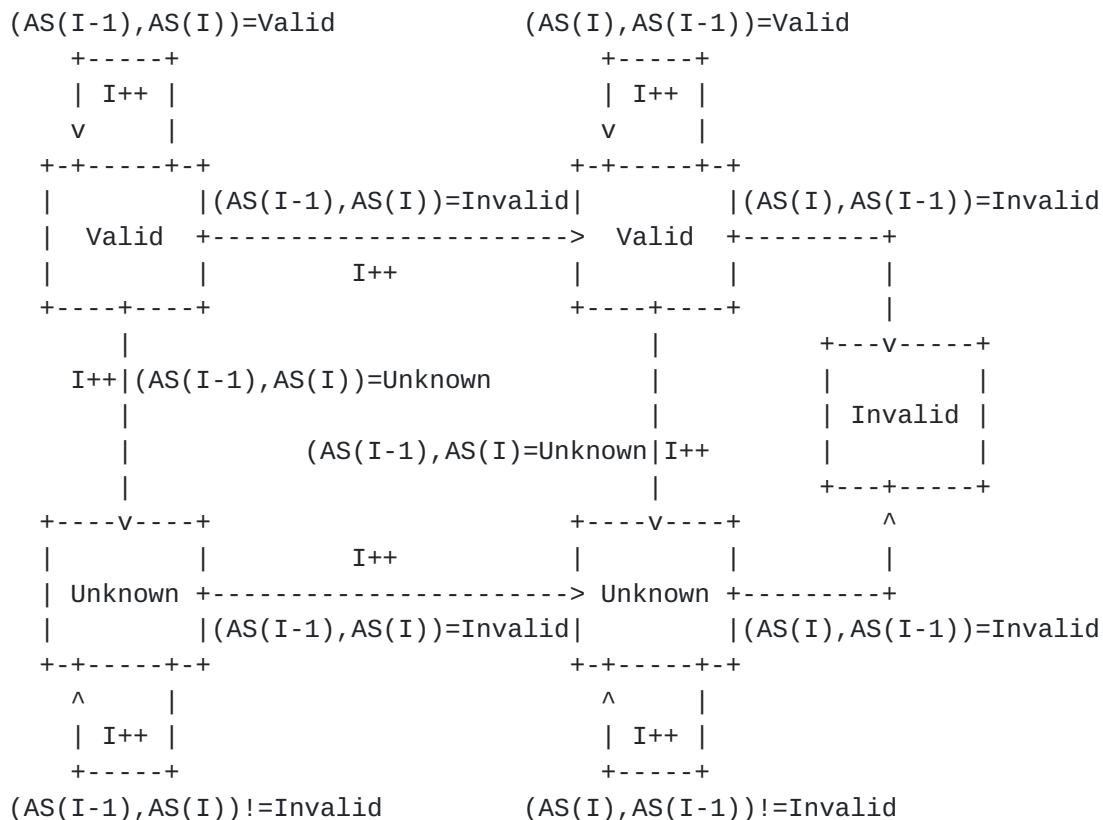 (AS(I-1),AS(I))=Valid (AS(I),AS(I-1))=Valid
I++ I++
(AS(I-1),AS(I))=Invalid (AS(I),AS(I-1))=Invalid
Valid Valid
I++
I++ (AS(I-1),AS(I))=Unknown
Invalid
(AS(I-1),AS(I)=Unknown I++
I++
Unknown Unknown
(AS(I-1),AS(I))=Invalid (AS(I),AS(I-1))=Invalid
I++ I++
(AS(I-1),AS(I))!=Invalid (AS(I),AS(I-1))!=Invalid